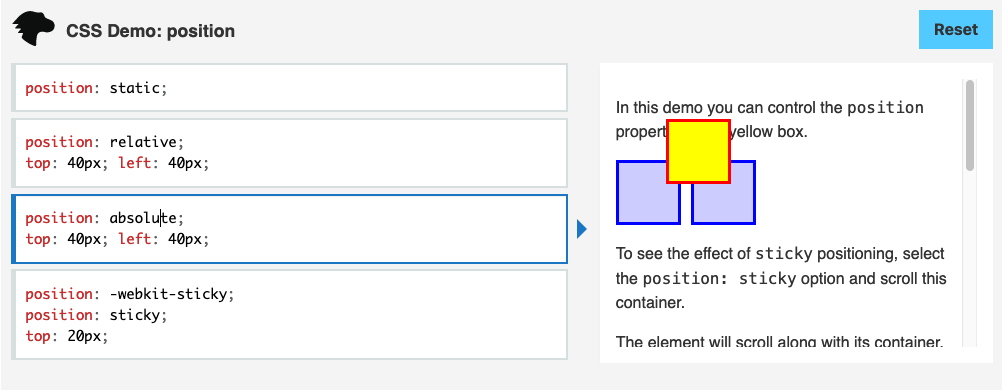 CSS Demo: position
Reset
position: static;
position: relative;
top: 40px; left: 40px;
position: absolute;
top: 40px; left: 40px;
position: -webkit-sticky;
position: sticky;
top: 20px;
In this demo you can control the position
propert yellow box.
To see the effect of sticky positioning, select
the position: sticky option and scroll this
container.
The element will scroll along with its container,